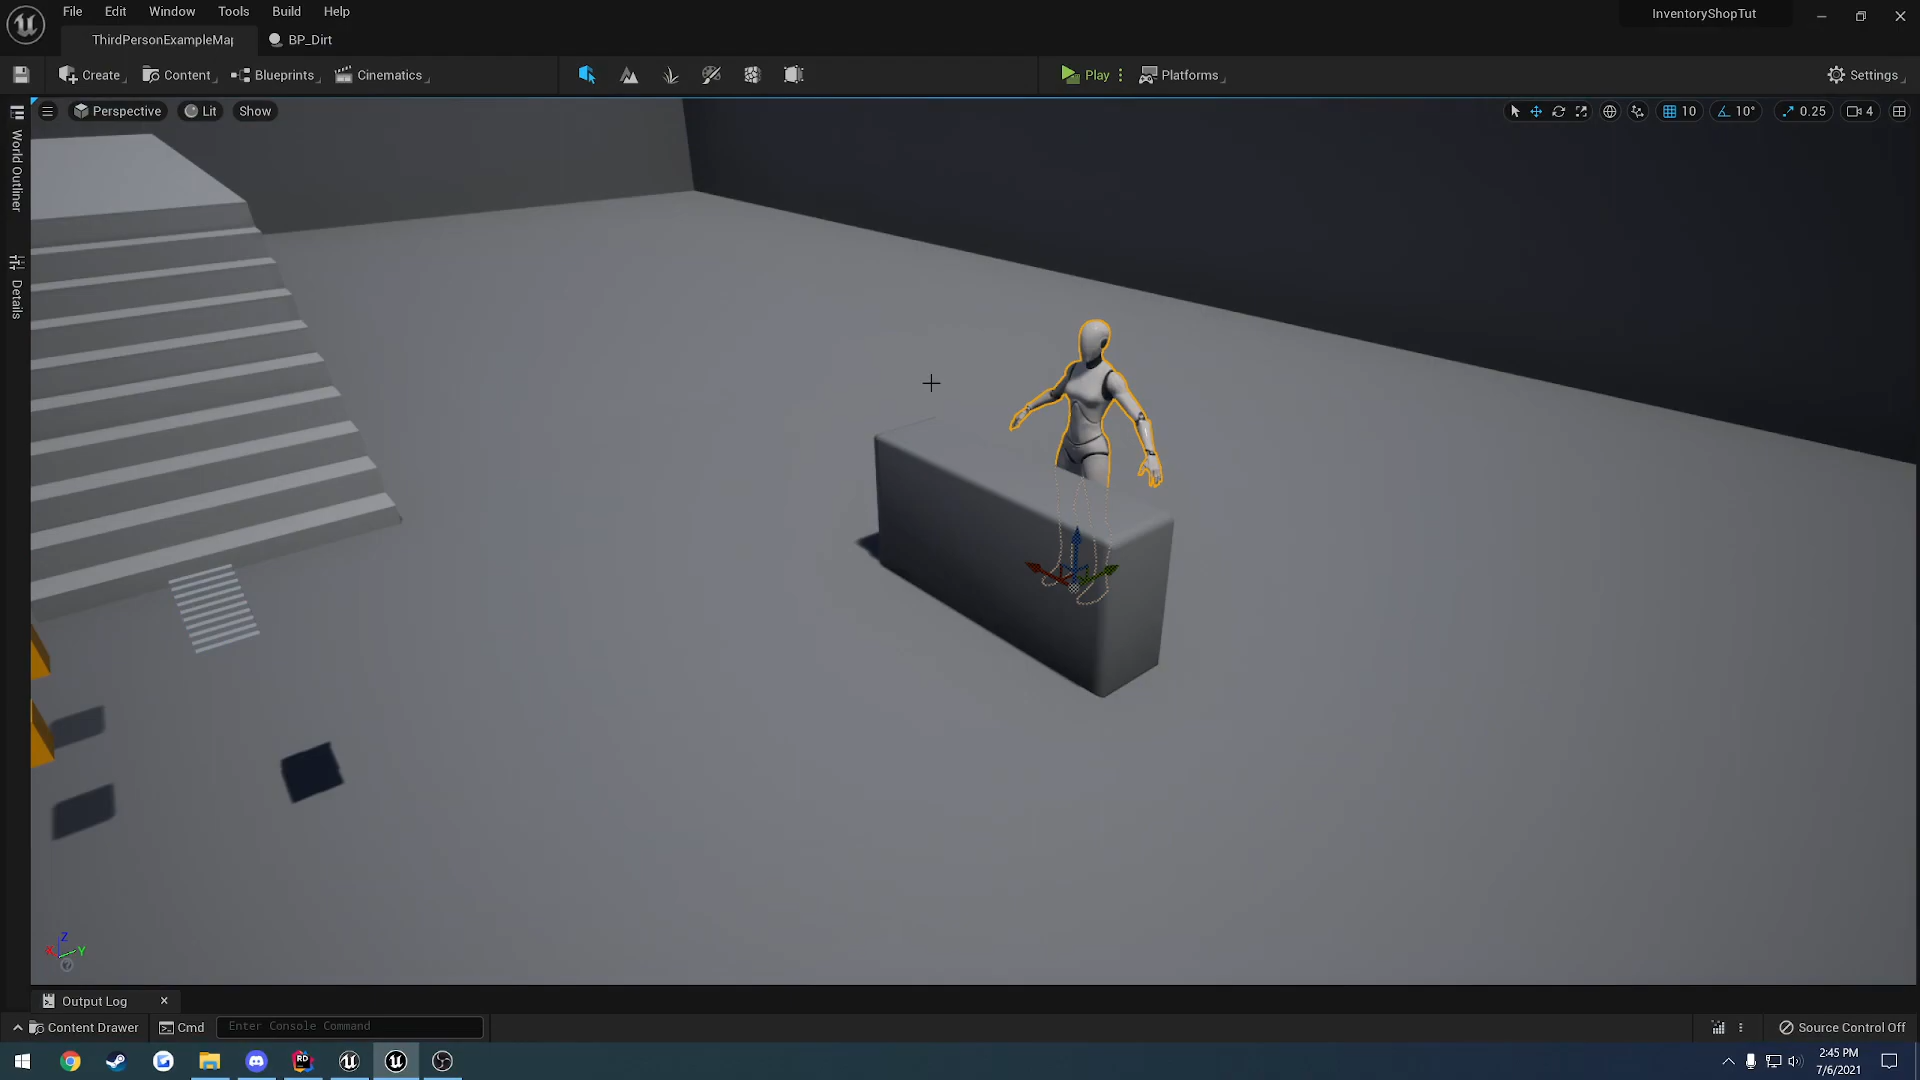 File Edit Window Tools Build Help
InventoryShopTut
ThirdPersonExampleMap
BP_Dirt
Create Content Blueprints Cinematics
Play Platforms
Settings
Perspective Lit Show
10 10° 0.25 4
World Outliner
Details
Z
X Y
Output Log
Content Drawer Cmd Enter Console Command
Source Control Off
RD
2:45 PM
7/6/2021